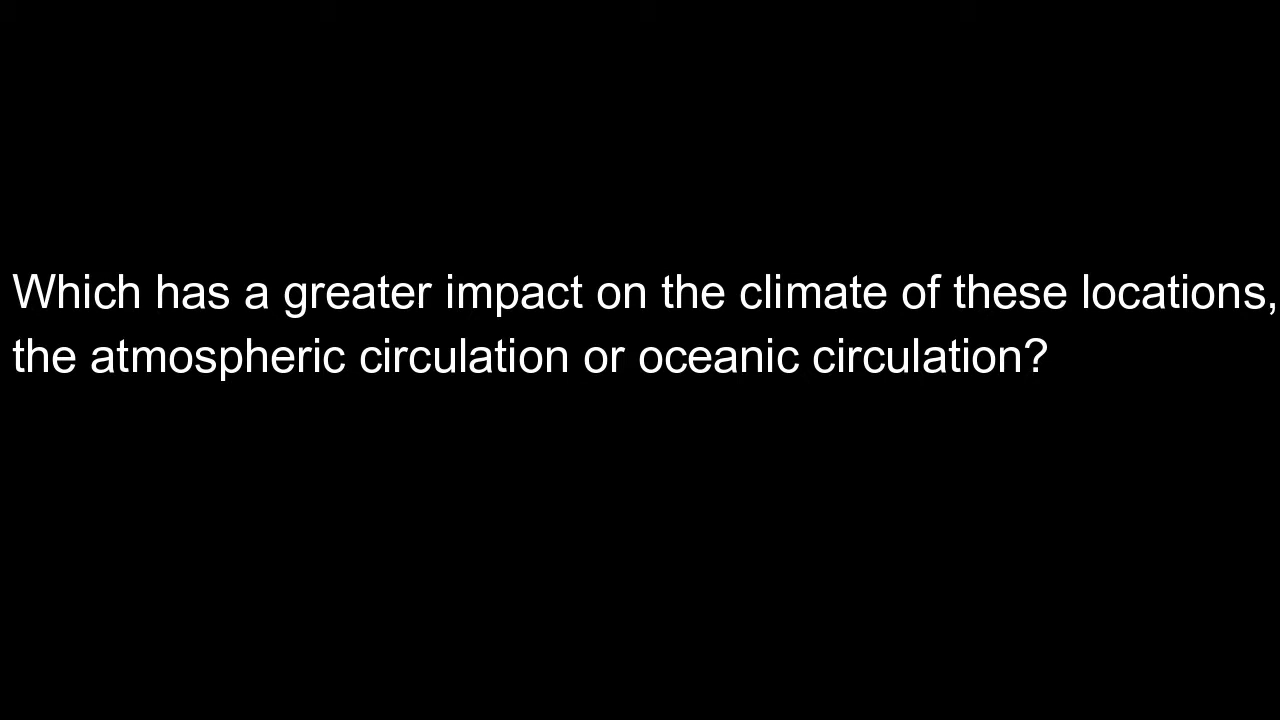 Which has a greater impact on the climate of these locations,
the atmospheric circulation or oceanic circulation?